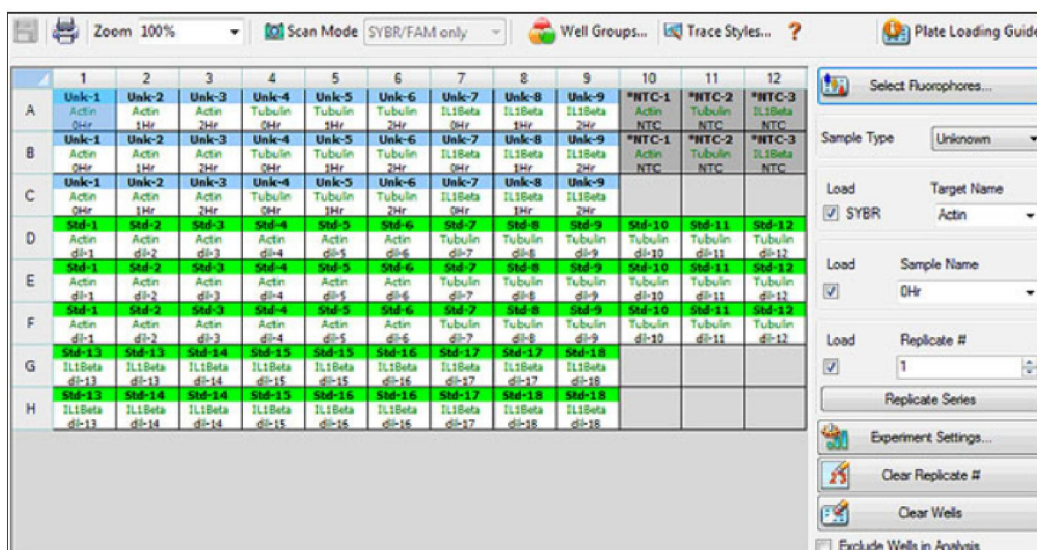 Zoom 100% Scan Mode SYBR/FAM only Well Groups... Trace Styles... ? Plate Loading Guide
1 2 3 4 5 6 7 8 9 10 11 12
Unk-1 Unk-2 Unk-3 Unk-4 Unk-5 Unk-6 Unk-7 Unk-8 Unk-9 *NTC-1 *NTC-2 *NTC-3
A Actin Actin Actin Tubulin Tubulin Tubulin IL1Beta IL1Beta IL1Beta Actin Tubulin IL1Beta
0Hr 1Hr 2Hr 0Hr 1Hr 2Hr 0Hr 1Hr 2Hr NTC NTC NTC
Unk-1 Unk-2 Unk-3 Unk-4 Unk-5 Unk-6 Unk-7 Unk-8 Unk-9 *NTC-1 *NTC-2 *NTC-3
B Actin Actin Actin Tubulin Tubulin Tubulin IL1Beta IL1Beta IL1Beta Actin Tubulin IL1Beta
0Hr 1Hr 2Hr 0Hr 1Hr 2Hr 0Hr 1Hr 2Hr NTC NTC NTC
Unk-1 Unk-2 Unk-3 Unk-4 Unk-5 Unk-6 Unk-7 Unk-8 Unk-9
C Actin Actin Actin Tubulin Tubulin Tubulin IL1Beta IL1Beta IL1Beta
0Hr 1Hr 2Hr 0Hr 1Hr 2Hr 0Hr 1Hr 2Hr
Std-1 Std-2 Std-3 Std-4 Std-5 Std-6 Std-7 Std-8 Std-9 Std-10 Std-11 Std-12
D Actin Actin Actin Actin Actin Actin Tubulin Tubulin Tubulin Tubulin Tubulin Tubulin
dil-1 dil-2 dil-3 dil-4 dil-5 dil-6 dil-7 dil-8 dil-9 dil-10 dil-11 dil-12
Std-1 Std-2 Std-3 Std-4 Std-5 Std-6 Std-7 Std-8 Std-9 Std-10 Std-11 Std-12
E Actin Actin Actin Actin Actin Actin Tubulin Tubulin Tubulin Tubulin Tubulin Tubulin
dil-1 dil-2 dil-3 dil-4 dil-5 dil-6 dil-7 dil-8 dil-9 dil-10 dil-11 dil-12
Std-1 Std-2 Std-3 Std-4 Std-5 Std-6 Std-7 Std-8 Std-9 Std-10 Std-11 Std-12
F Actin Actin Actin Actin Actin Actin Tubulin Tubulin Tubulin Tubulin Tubulin Tubulin
dil-1 dil-2 dil-3 dil-4 dil-5 dil-6 dil-7 dil-8 dil-9 dil-10 dil-11 dil-12
Std-13 Std-13 Std-14 Std-15 Std-15 Std-16 Std-17 Std-17 Std-18
G IL1Beta IL1Beta IL1Beta IL1Beta IL1Beta IL1Beta IL1Beta IL1Beta IL1Beta
dil-13 dil-13 dil-14 dil-15 dil-15 dil-16 dil-17 dil-17 dil-18
Std-13 Std-14 Std-14 Std-15 Std-16 Std-16 Std-17 Std-18 Std-18
H IL1Beta IL1Beta IL1Beta IL1Beta IL1Beta IL1Beta IL1Beta IL1Beta IL1Beta
dil-13 dil-14 dil-14 dil-15 dil-16 dil-16 dil-17 dil-18 dil-18
Select Fluorophores...
Sample Type Unknown
Load Target Name
SYBR Actin
Load Sample Name
0Hr
Load Replicate #
1
Replicate Series
Experiment Settings...
Clear Replicate #
Clear Wells
Exclude Wells in Analysis